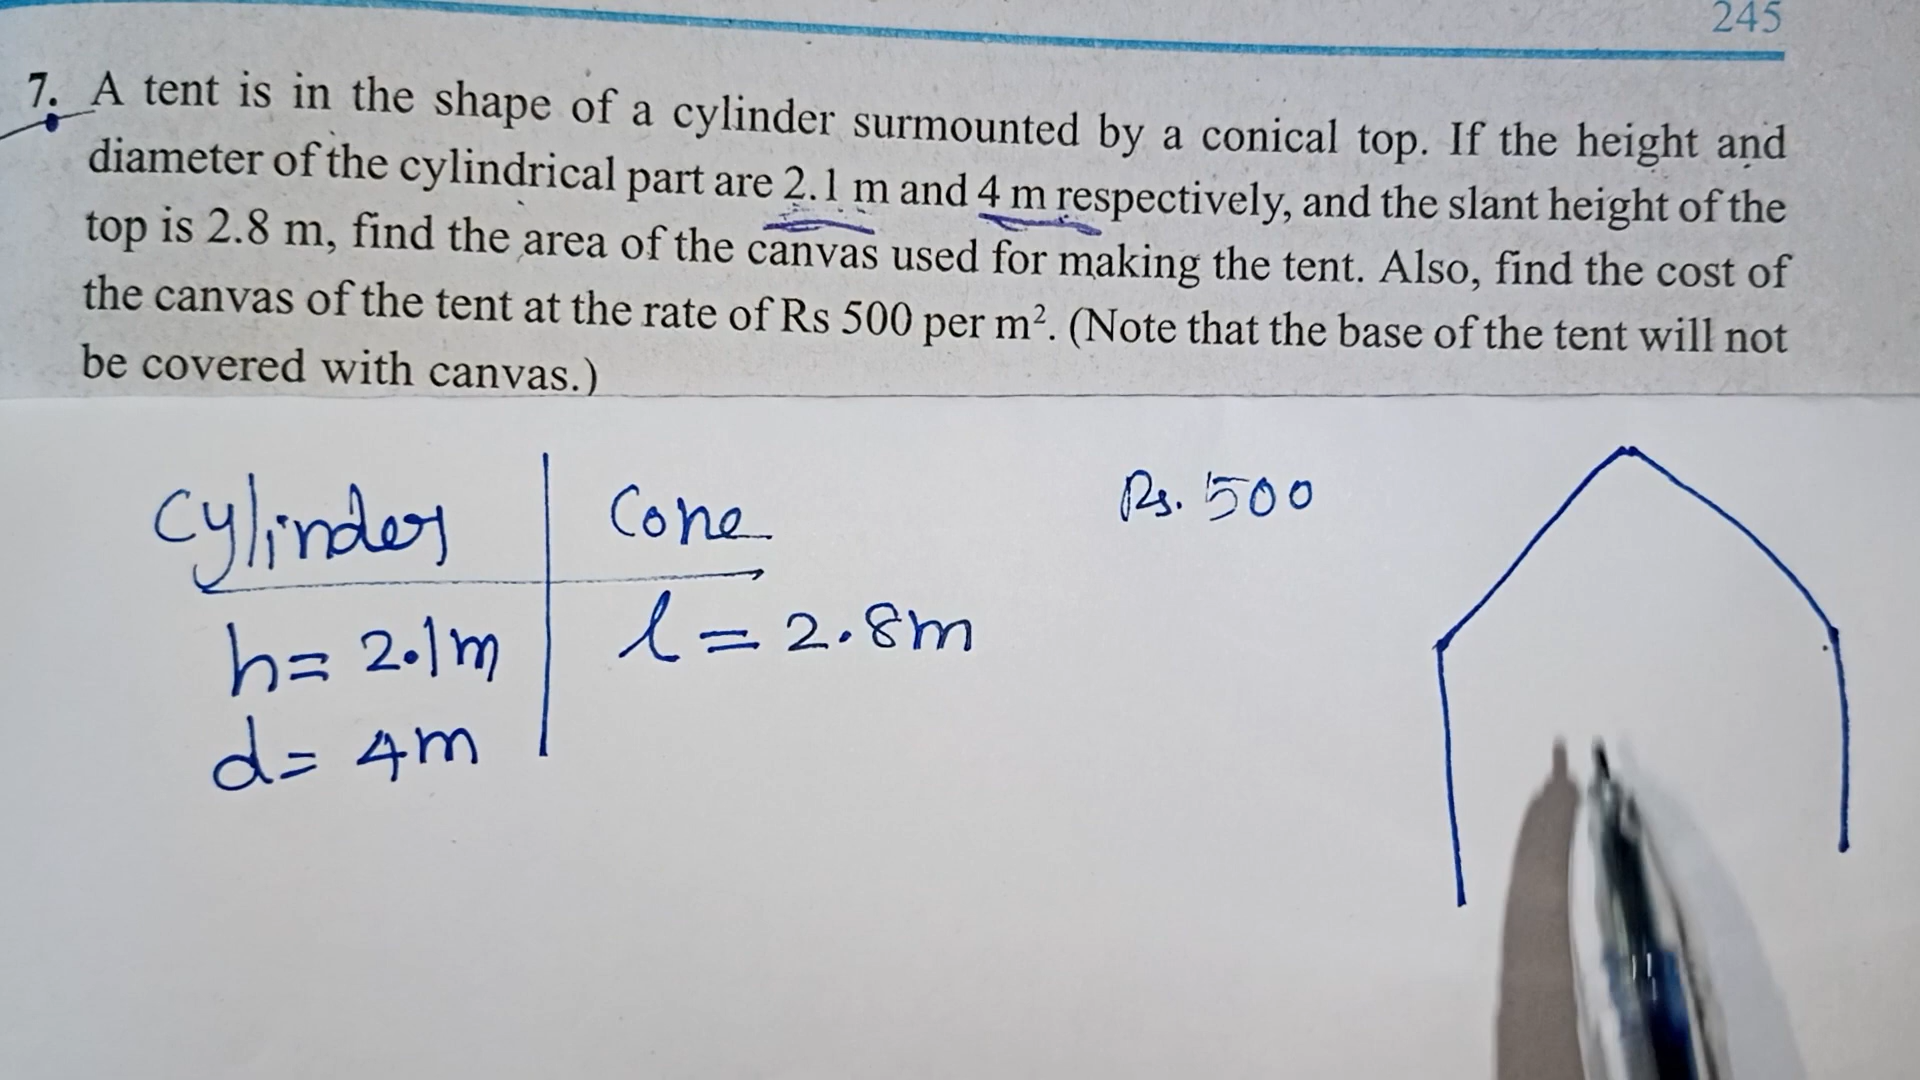 245
7. A tent is in the shape of a cylinder surmounted by a conical top. If the height and
diameter of the cylindrical part are 2.1 m and 4 m respectively, and the slant height of the
top is 2.8 m, find the area of the canvas used for making the tent. Also, find the cost of
the canvas of the tent at the rate of Rs 500 per m². (Note that the base of the tent will not
be covered with canvas.)
Cylinder
Cone
Rs. 500
h= 2.1m
l = 2.8m
d= 4m